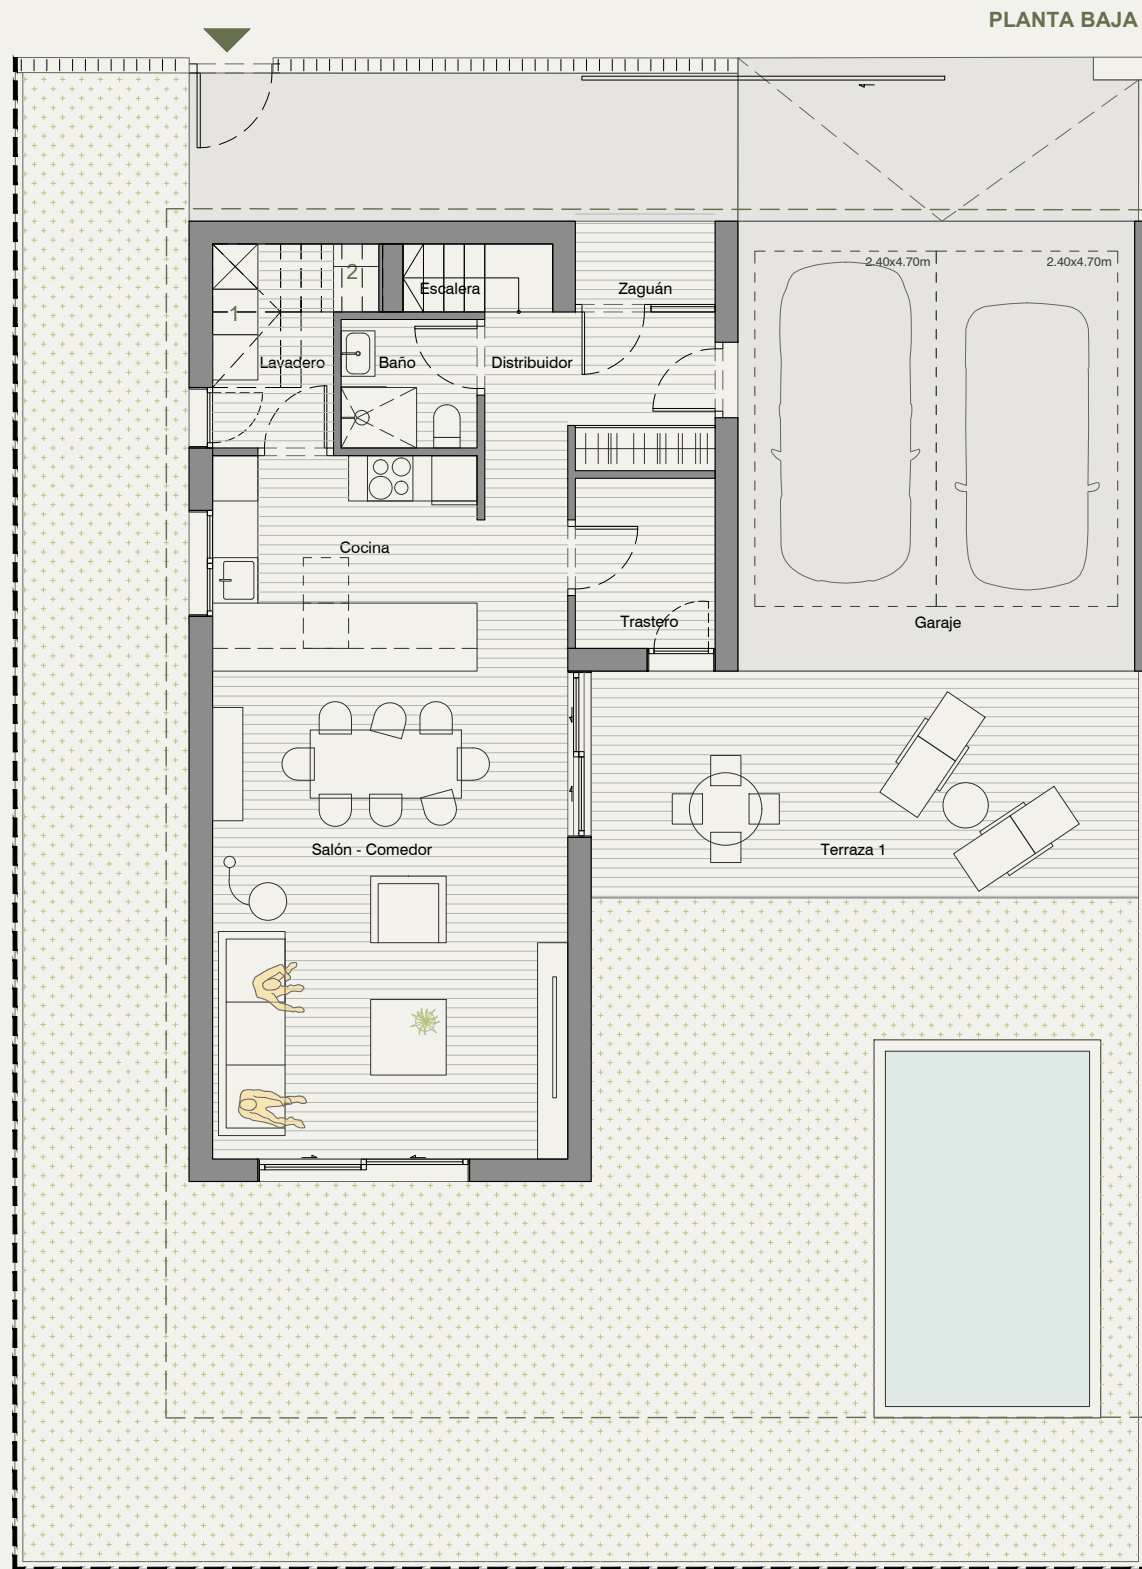 PLANTA BAJA
2.40x4.70m
2.40x4.70m
2
Escalera
Zaguán
1
Lavadero
Baño
Distribuidor
Cocina
Trastero
Garaje
Salón - Comedor
Terraza 1